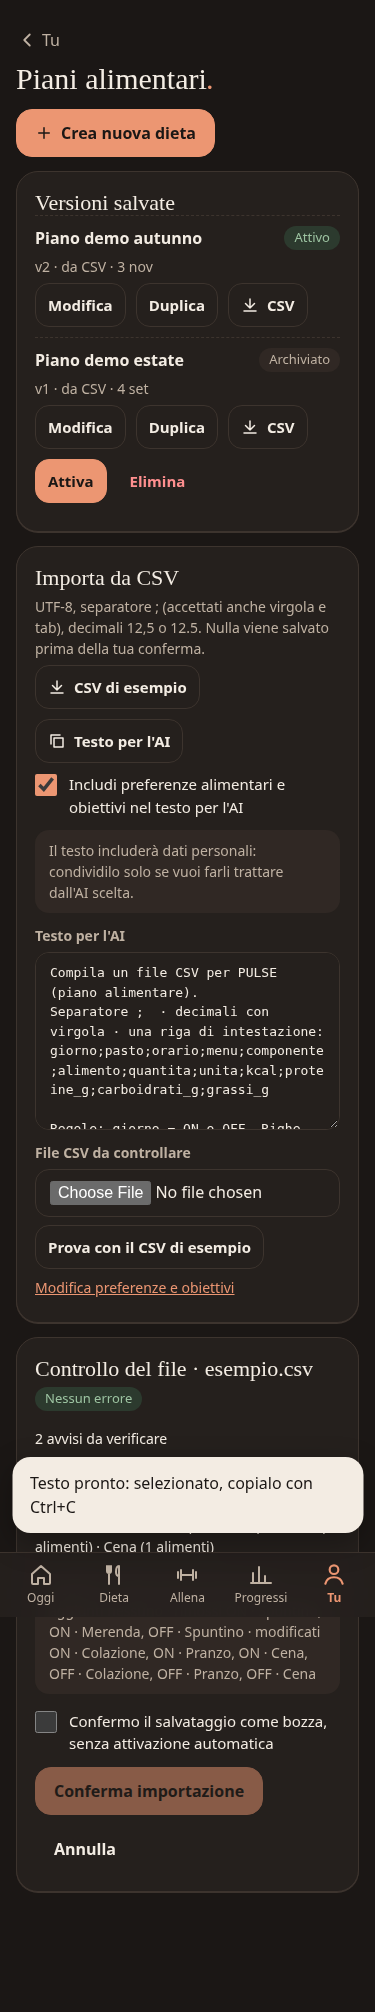 Tu
Piani alimentari.
Crea nuova dieta
Versioni salvate
Piano demo autunno
Attivo
v2 · da CSV · 3 nov
Modifica
Duplica
CSV
Piano demo estate
Archiviato
v1 · da CSV · 4 set
Modifica
Duplica
CSV
Attiva
Elimina
Importa da CSV
UTF-8, separatore ; (accettati anche virgola e
tab), decimali 12,5 o 12.5. Nulla viene salvato
prima della tua conferma.
CSV di esempio
Testo per l'AI
Includi preferenze alimentari e
obiettivi nel testo per l'AI
Il testo includerà dati personali:
condividilo solo se vuoi farli trattare
dall'AI scelta.
Testo per l'AI
Compila un file CSV per PULSE
(piano alimentare).
Separatore ;  · decimali con
virgola · una riga di intestazione:
giorno;pasto;orario;menu;componente
;alimento;quantita;unita;kcal;prote
ine_g;carboidrati_g;grassi_g
Regole: giorno = ON o OFF. Righe
File CSV da controllare
Choose File No file chosen
Prova con il CSV di esempio
Modifica preferenze e obiettivi
Controllo del file · esempio.csv
Nessun errore
2 avvisi da verificare
Testo pronto: selezionato, copialo con
Ctrl+C
alimenti) · Cena (1 alimenti)
Oggi
Dieta
Allena
Progressi
Tu
ON · Merenda, OFF · Spuntino · modificati
ON · Colazione, ON · Pranzo, ON · Cena,
OFF · Colazione, OFF · Pranzo, OFF · Cena
Confermo il salvataggio come bozza,
senza attivazione automatica
Conferma importazione
Annulla